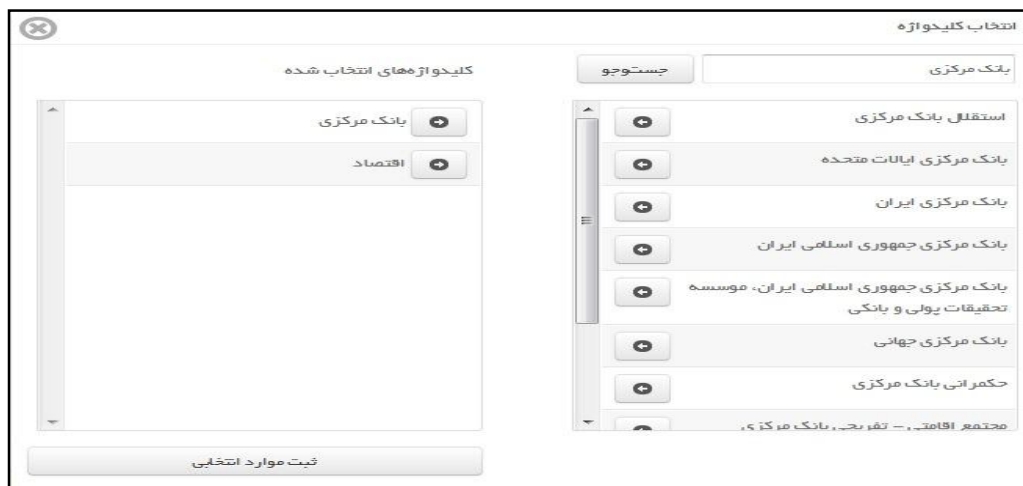 انتخاب کلیدواژه
بانک مرکزی
جست‌وجو
استقلال بانک مرکزی
بانک مرکزی ایالات متحده
بانک مرکزی ایران
بانک مرکزی جمهوری اسلامی ایران
بانک مرکزی جمهوری اسلامی ایران، موسسه
تحقیقات پولی و بانکی
بانک مرکزی جهانی
حکمرانی بانک مرکزی
مجتمع اقامتی – تفریحی بانک مرکزی
کلیدواژه‌های انتخاب شده
بانک مرکزی
اقتصاد
ثبت موارد انتخابی